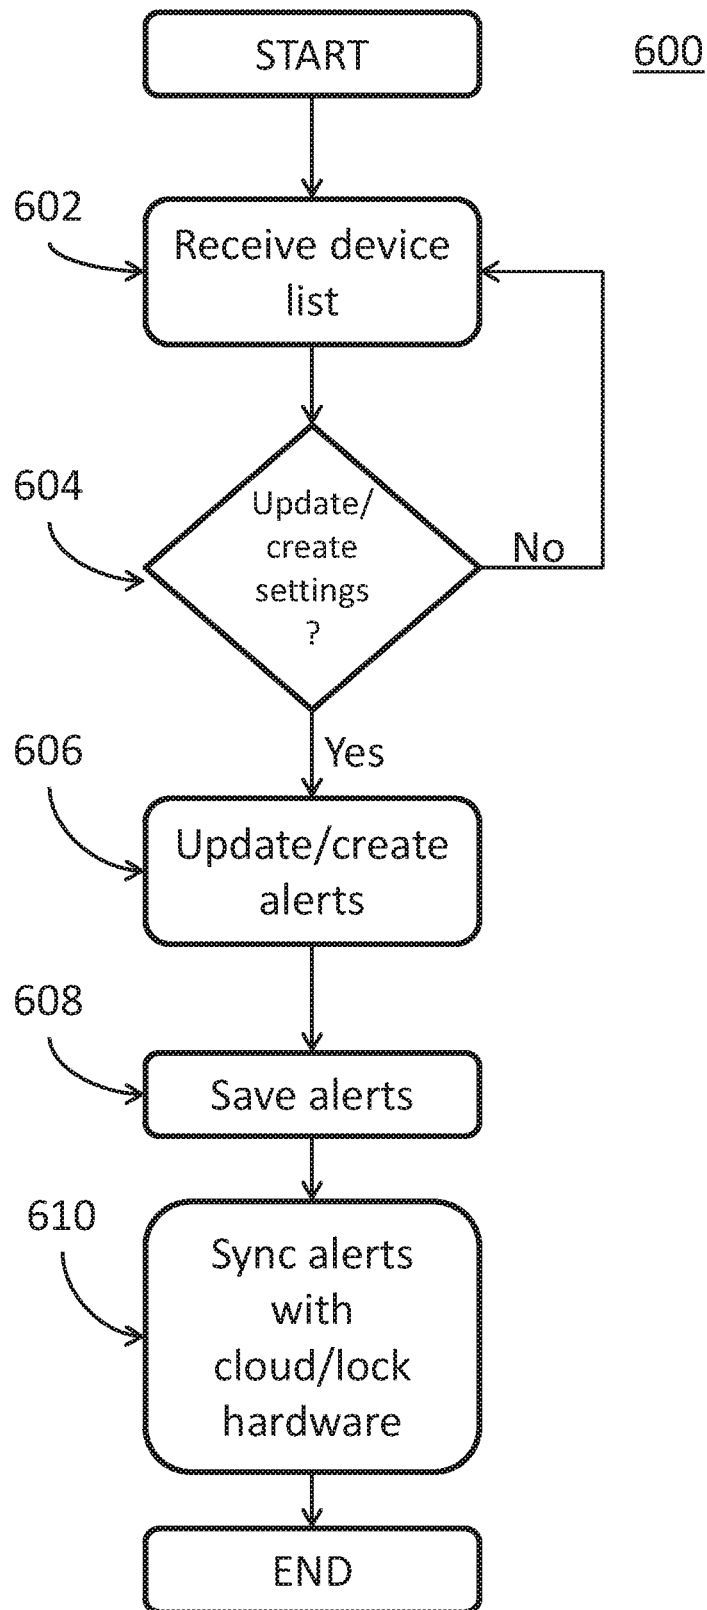 START
600
602
Receive device
list
604
Update/
create
settings
?
No
Yes
606
Update/create
alerts
608
Save alerts
610
Sync alerts
with
cloud/lock
hardware
END